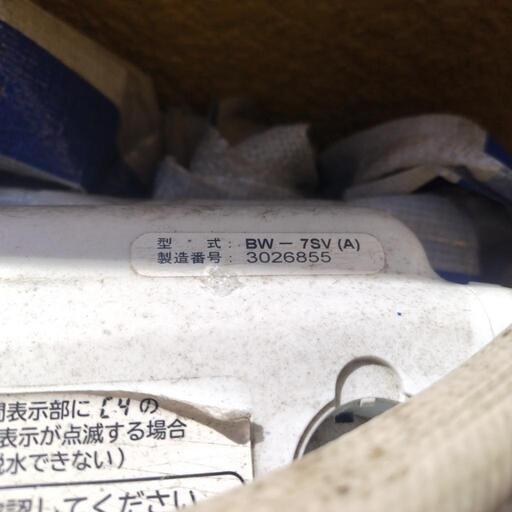 型 式 : BW － 7SV (A)
製造番号 : 3026855
表示部に E4 の
表示が点滅する場合
脱水できない）
認してください